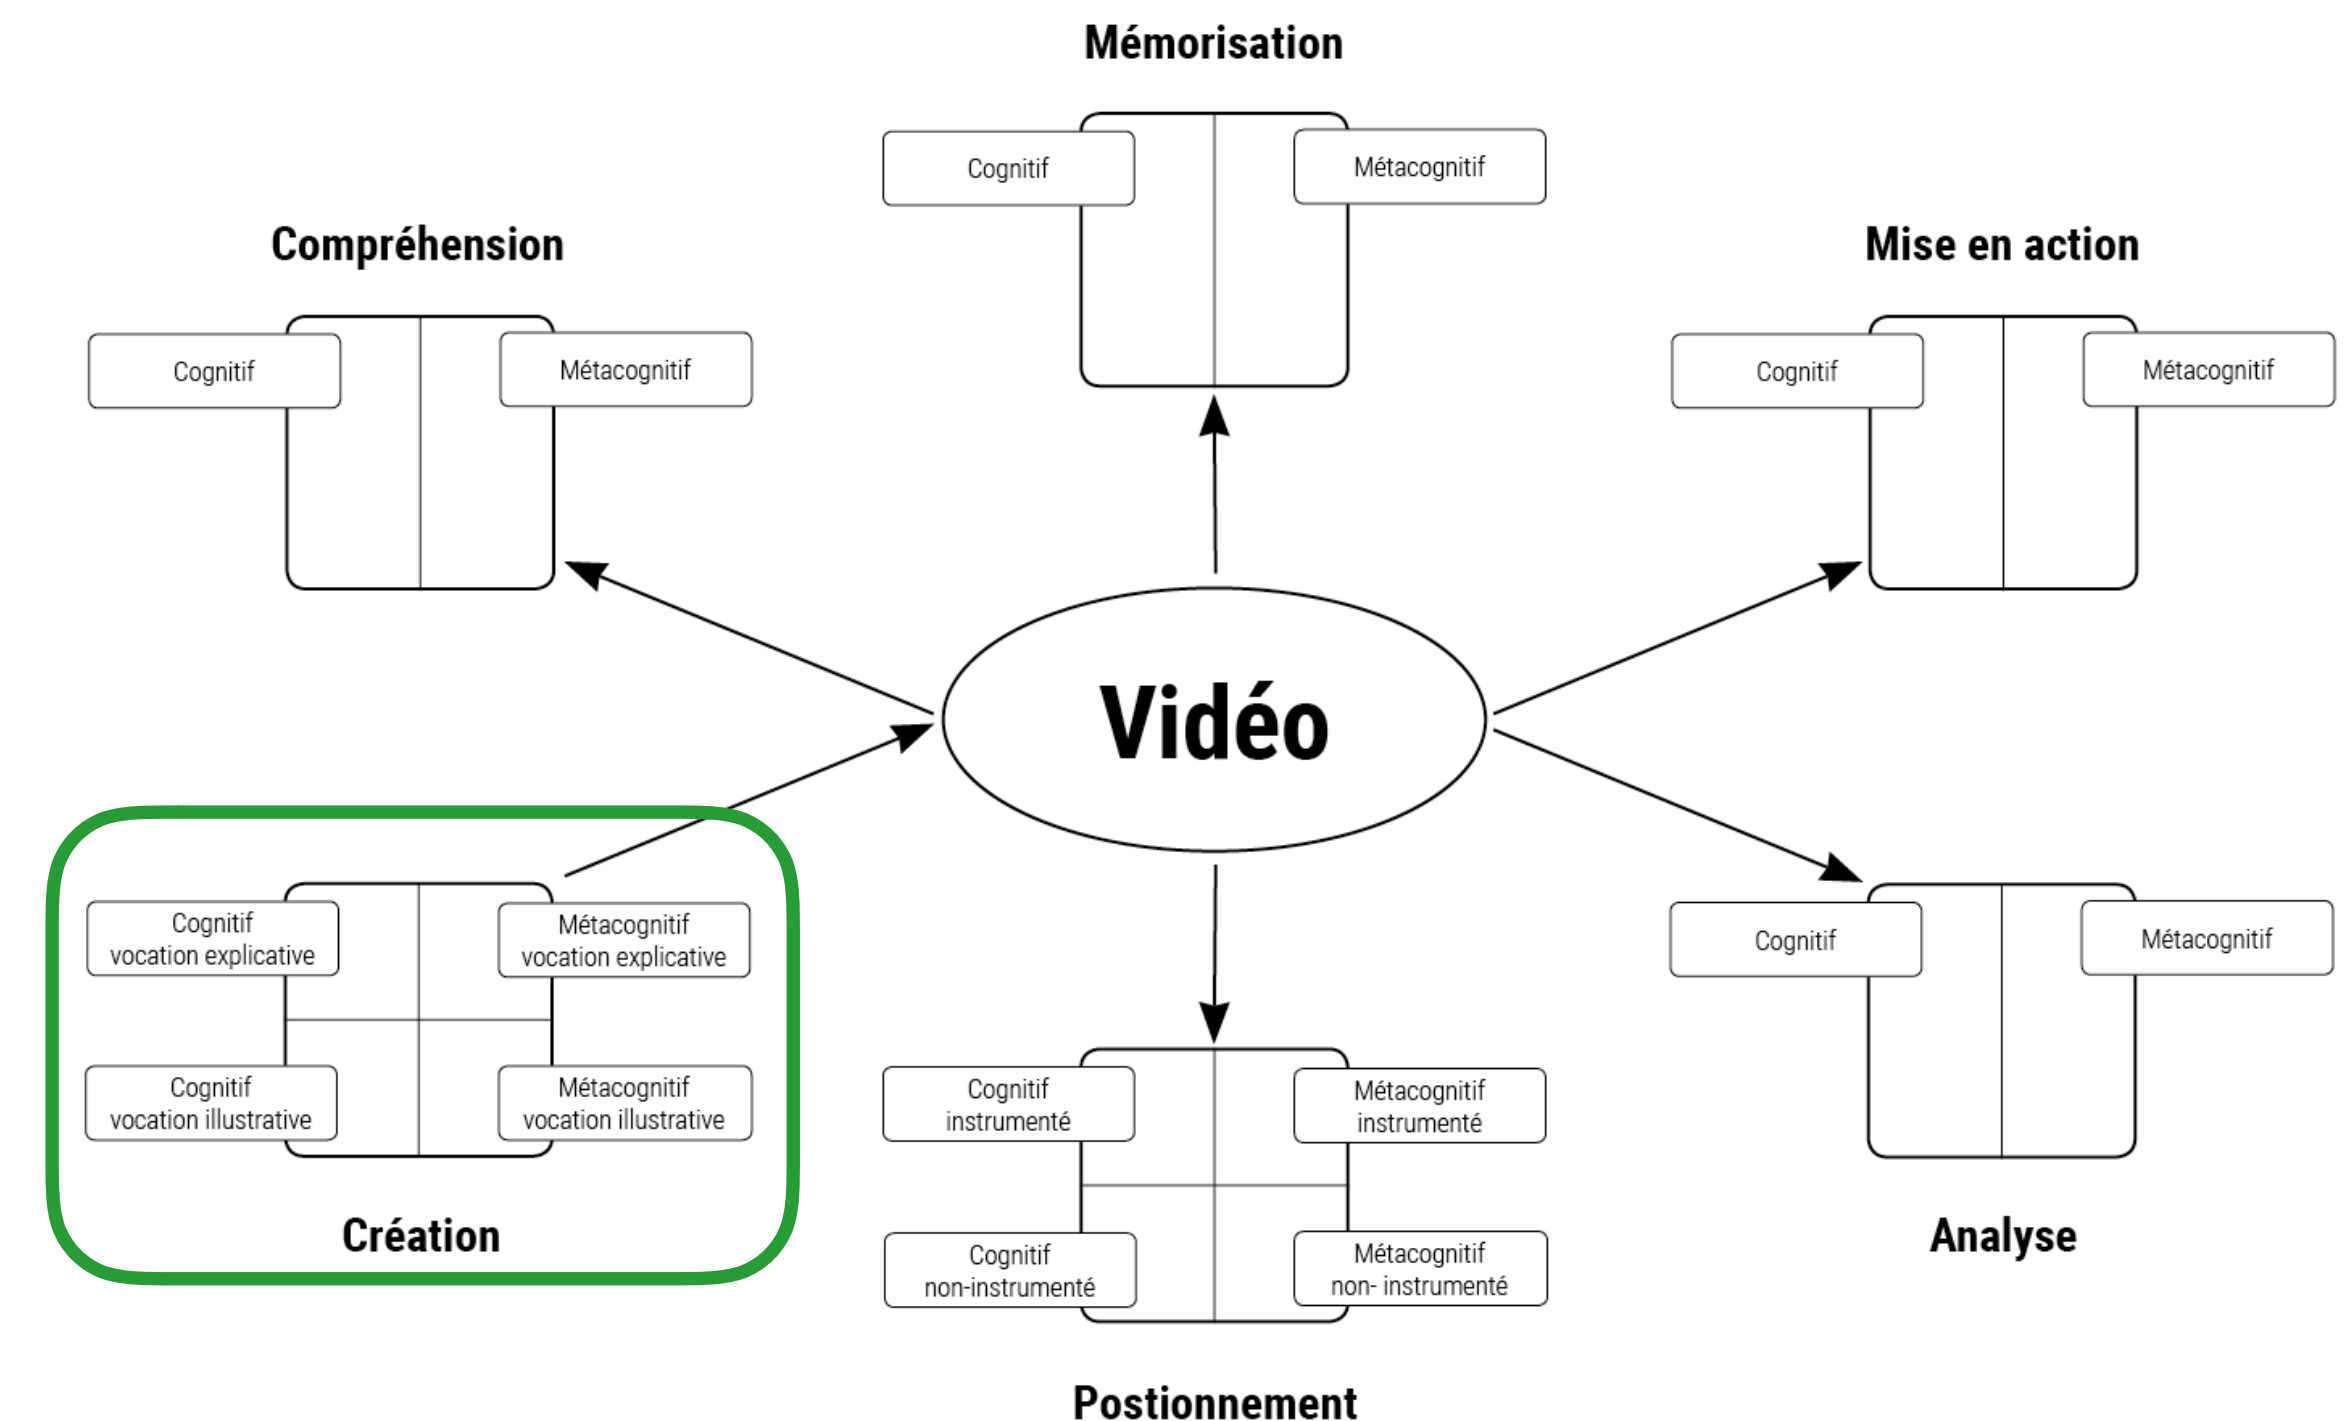 Mémorisation
Cognitif
Métacognitif
Compréhension
Cognitif
Métacognitif
Mise en action
Cognitif
Métacognitif
Vidéo
Cognitif
vocation explicative
Métacognitif
vocation explicative
Cognitif
vocation illustrative
Métacognitif
vocation illustrative
Création
Cognitif
instrumenté
Métacognitif
instrumenté
Cognitif
non-instrumenté
Métacognitif
non- instrumenté
Postionnement
Cognitif
Métacognitif
Analyse